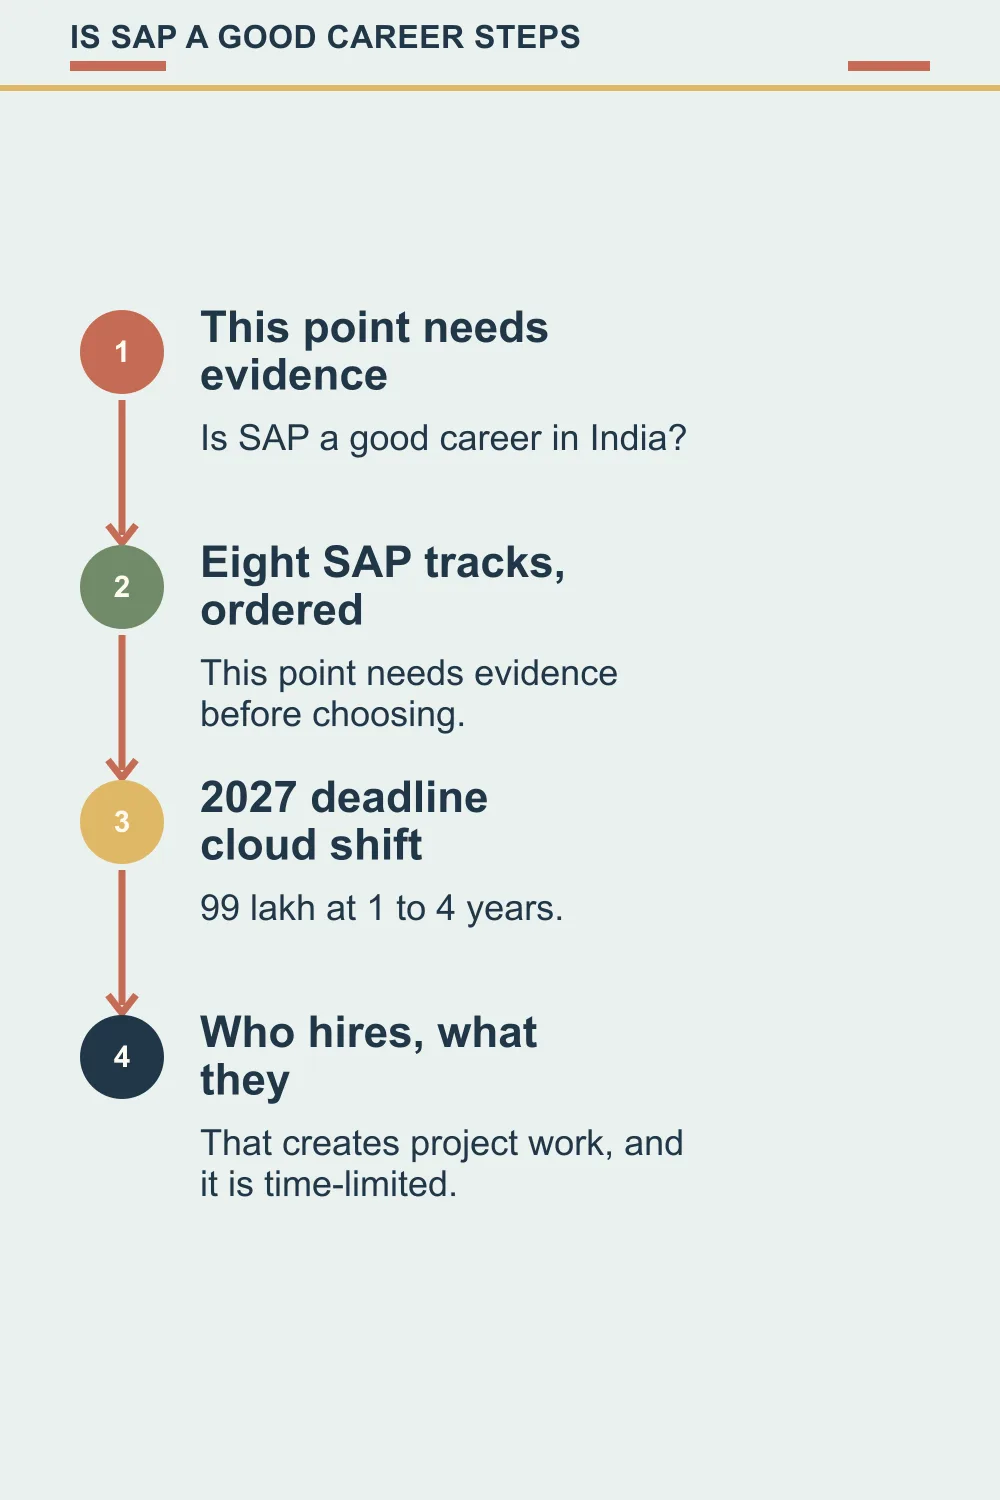 IS SAP A GOOD CAREER STEPS
1
This point needs
evidence
Is SAP a good career in India?
2
Eight SAP tracks,
ordered
This point needs evidence
before choosing.
3
2027 deadline
cloud shift
99 lakh at 1 to 4 years.
4
Who hires, what
they
That creates project work, and
it is time-limited.